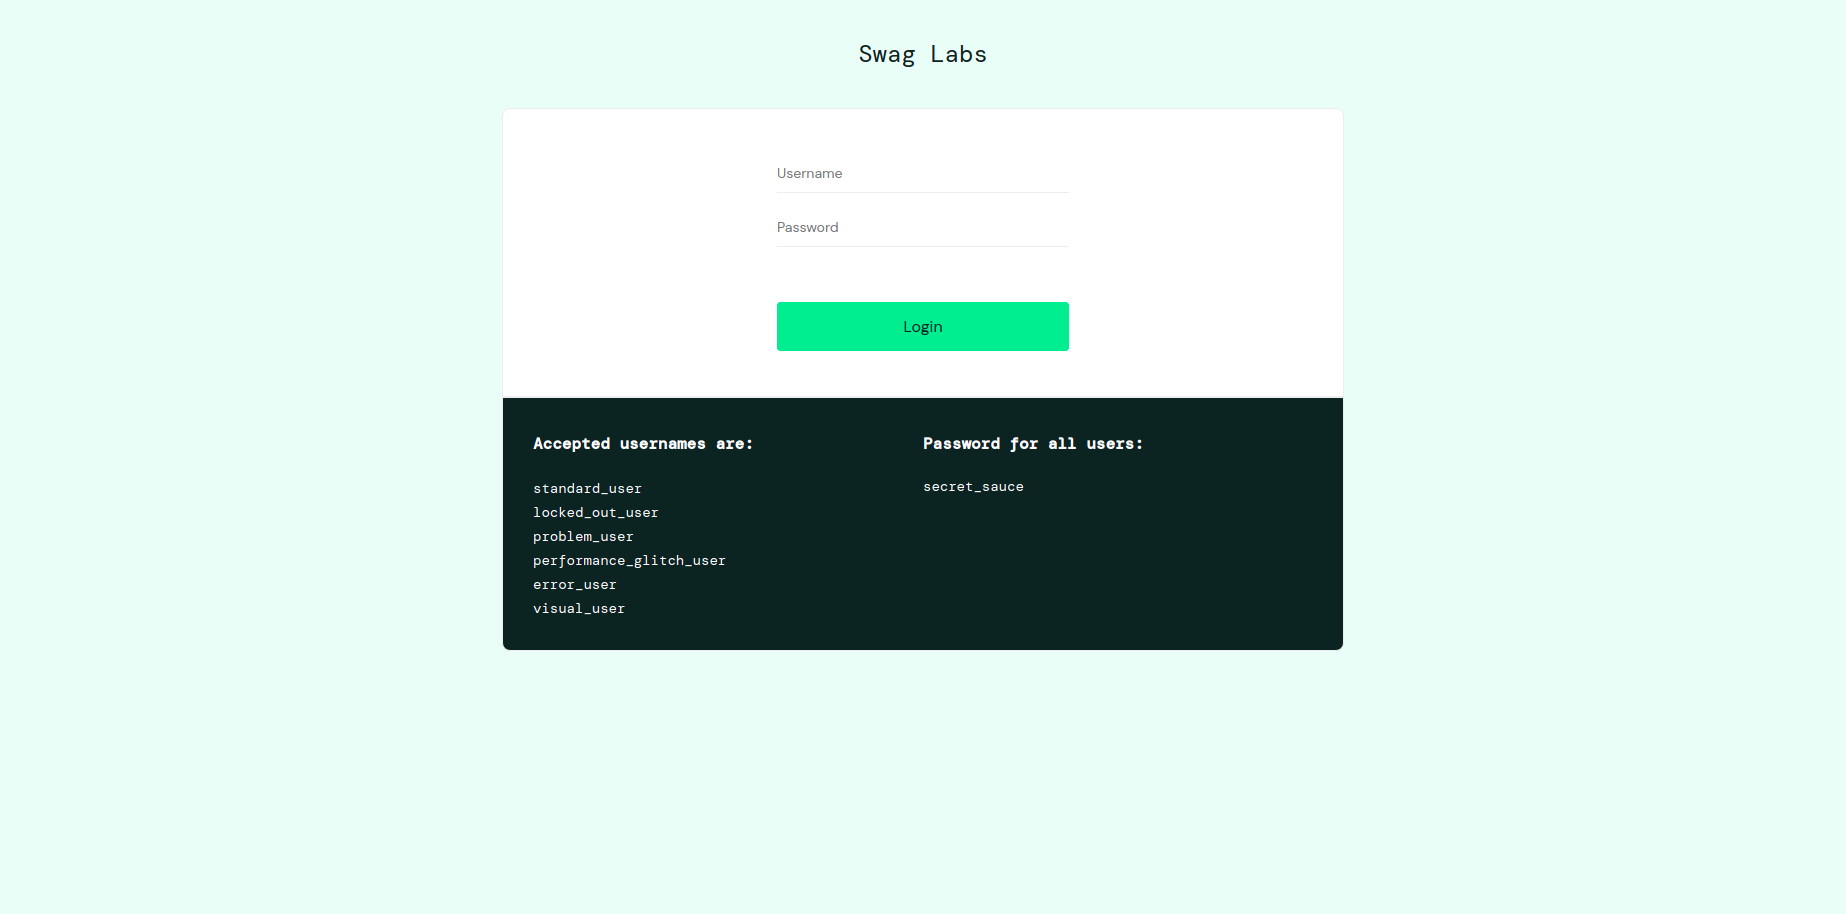 Swag Labs
Username
Password
Login
Accepted usernames are:
standard_user
locked_out_user
problem_user
performance_glitch_user
error_user
visual_user
Password for all users:
secret_sauce